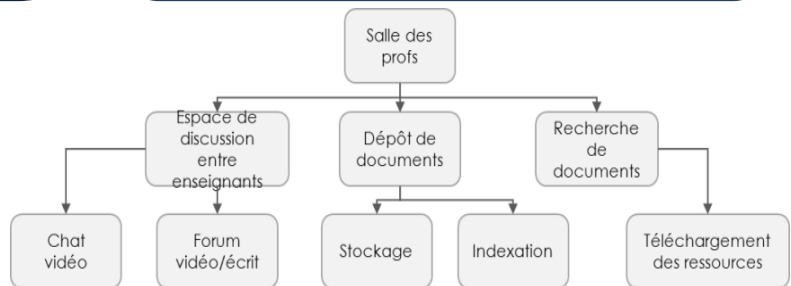 Salle des
profs
Espace de
discussion
entre
enseignants
Dépôt de
documents
Recherche
de
documents
Chat
vidéo
Forum
vidéo/écrit
Stockage
Indexation
Téléchargement
des ressources